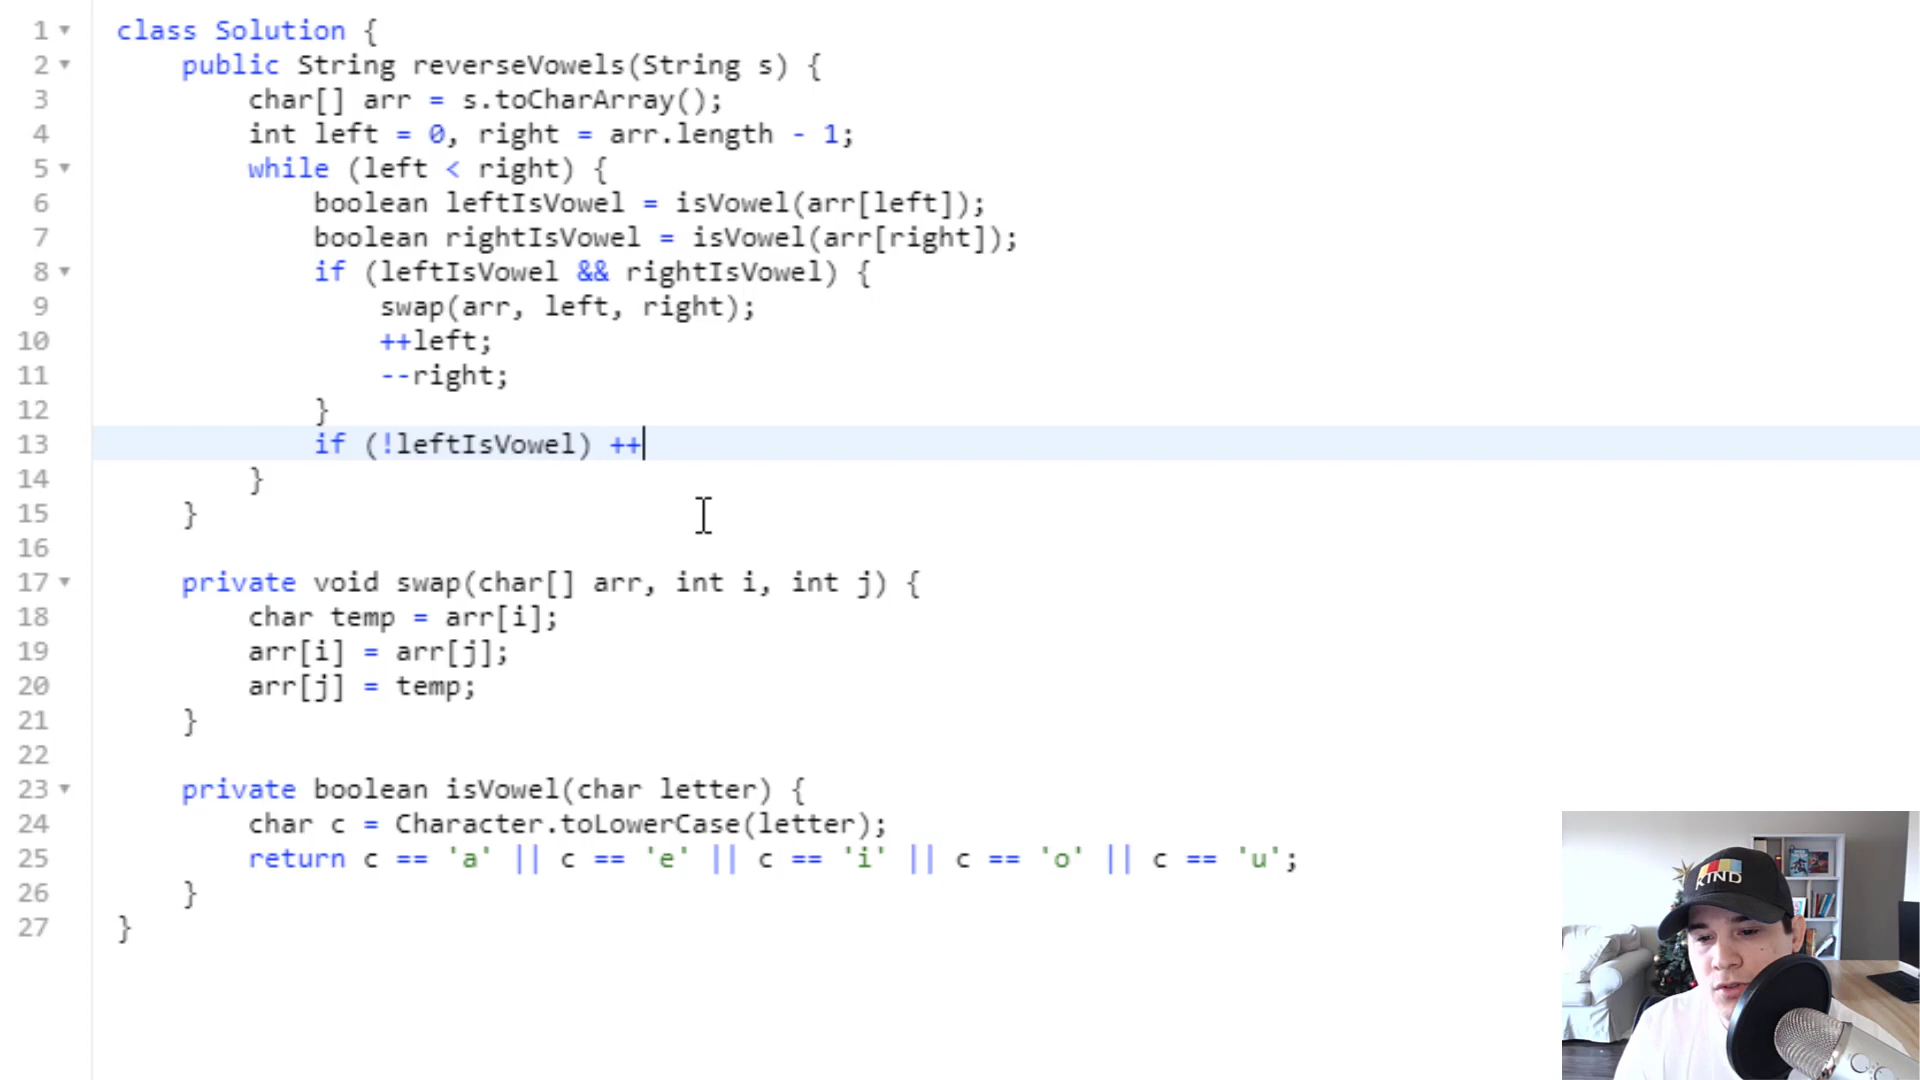 1 class Solution {
2 public String reverseVowels(String s) {
3 char[] arr = s.toCharArray();
4 int left = 0, right = arr.length - 1;
5 while (left < right) {
6 boolean leftIsVowel = isVowel(arr[left]);
7 boolean rightIsVowel = isVowel(arr[right]);
8 if (leftIsVowel && rightIsVowel) {
9 swap(arr, left, right);
10 ++left;
11 --right;
12 }
13 if (!leftIsVowel) ++
14 }
15 }
16
17 private void swap(char[] arr, int i, int j) {
18 char temp = arr[i];
19 arr[i] = arr[j];
20 arr[j] = temp;
21 }
22
23 private boolean isVowel(char letter) {
24 char c = Character.toLowerCase(letter);
25 return c == 'a' || c == 'e' || c == 'i' || c == 'o' || c == 'u';
26 }
27 }
KIND